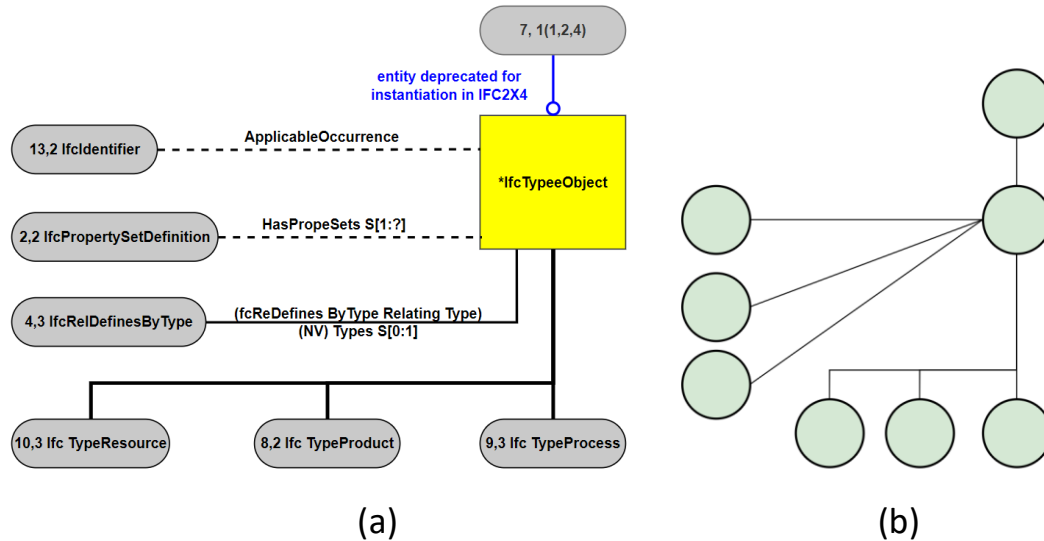 7, 1(1,2,4)
entity deprecated for
instantiation in IFC2X4
ApplicableOccurrence
13,2 IfcIdentifier
*IfcTypeeObject
HasPropeSets S[1:?]
2,2 IfcPropertySetDefinition
(fcReDefines ByType Relating Type)
4,3 IfcRelDefinesByType
(NV) Types S[0:1]
10,3 Ifc TypeResource
8,2 Ifc TypeProduct
9,3 Ifc TypeProcess
(a)
(b)